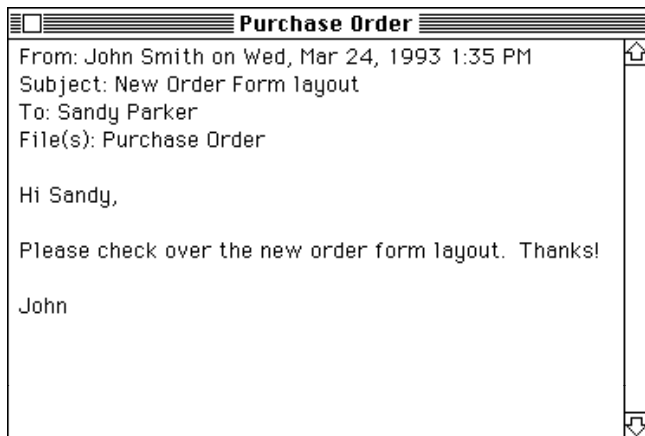 Purchase Order
From: John Smith on Wed, Mar 24, 1993 1:35 PM
Subject: New Order Form layout
To: Sandy Parker
File(s): Purchase Order
Hi Sandy,
Please check over the new order form layout.  Thanks!
John